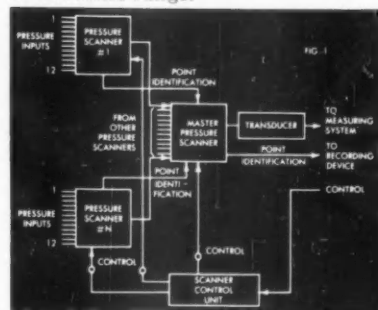 FIG. 1
1
PRESSURE
INPUTS
12
PRESSURE
SCANNER
# 1
POINT
IDENTIFICATION
FROM
OTHER
PRESSURE
SCANNERS
MASTER
PRESSURE
SCANNER
TRANSDUCER
TO
MEASURING
SYSTEM
POINT
IDENTIFICATION
TO
RECORDING
DEVICE
POINT
IDENTI-
FICATION
CONTROL
1
PRESSURE
INPUTS
12
PRESSURE
SCANNER
#N
CONTROL
CONTROL
SCANNER
CONTROL
UNIT